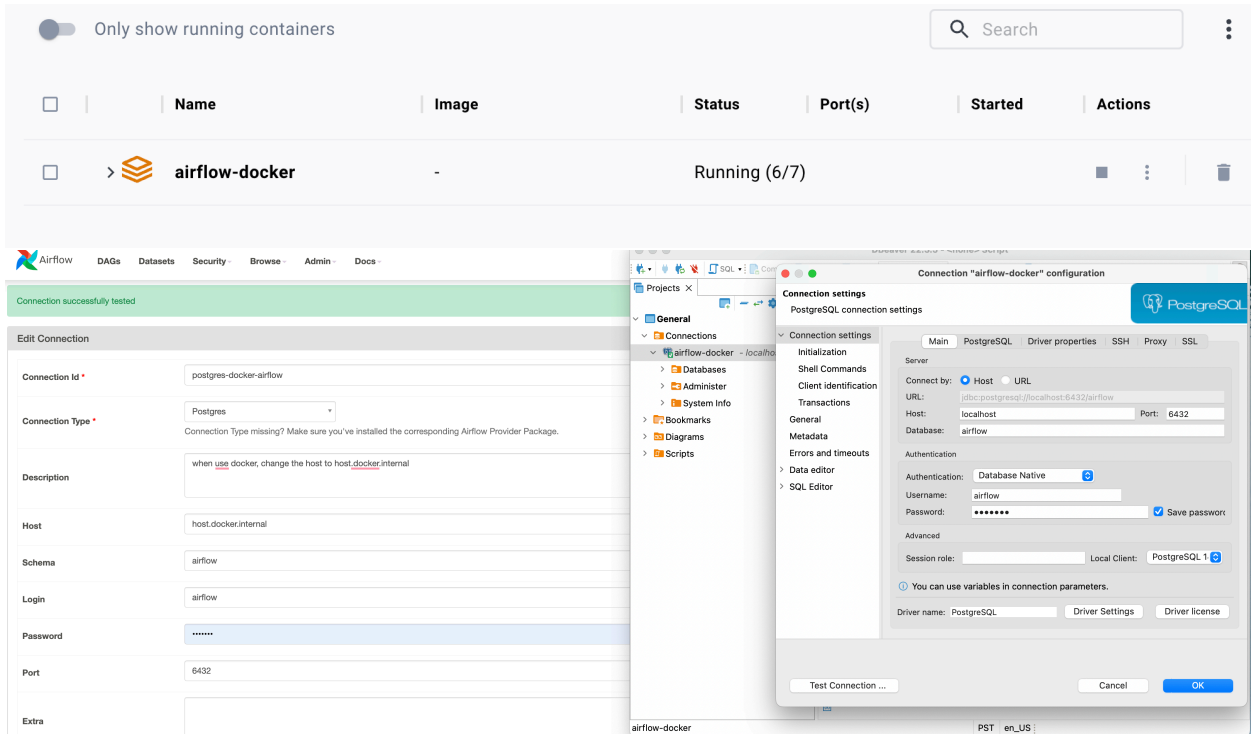 Only show running containers
Search
Name Image Status Port(s) Started Actions
airflow-docker - Running (6/7)
Airflow DAGs Datasets Security Browse Admin Docs
Connection successfully tested
Edit Connection
Connection Id *
postgres-docker-airflow
Connection Type *
Postgres
Connection Type missing? Make sure you've installed the corresponding Airflow Provider Package.
Description
when use docker, change the host to host.docker.internal
Host
host.docker.internal
Schema
airflow
Login
airflow
Password
•••••••
Port
6432
Extra
SQL
Projects
General
Connections
airflow-docker
Databases
Administer
System Info
Bookmarks
Diagrams
Scripts
airflow-docker
PST en_US
Connection "airflow-docker" configuration
Connection settings
PostgreSQL connection settings
PostgreSQL
Connection settings
Initialization
Shell Commands
Client identification
Transactions
General
Metadata
Errors and timeouts
Data editor
SQL Editor
Main PostgreSQL Driver properties SSH Proxy SSL
Server
Connect by: Host URL
URL: jdbc:postgresql://localhost:6432/airflow
Host: localhost Port: 6432
Database: airflow
Authentication
Authentication: Database Native
Username: airflow
Password: ••••••• Save password
Advanced
Session role: Local Client: PostgreSQL
You can use variables in connection parameters.
Driver name: PostgreSQL Driver Settings Driver license
Test Connection ... Cancel OK